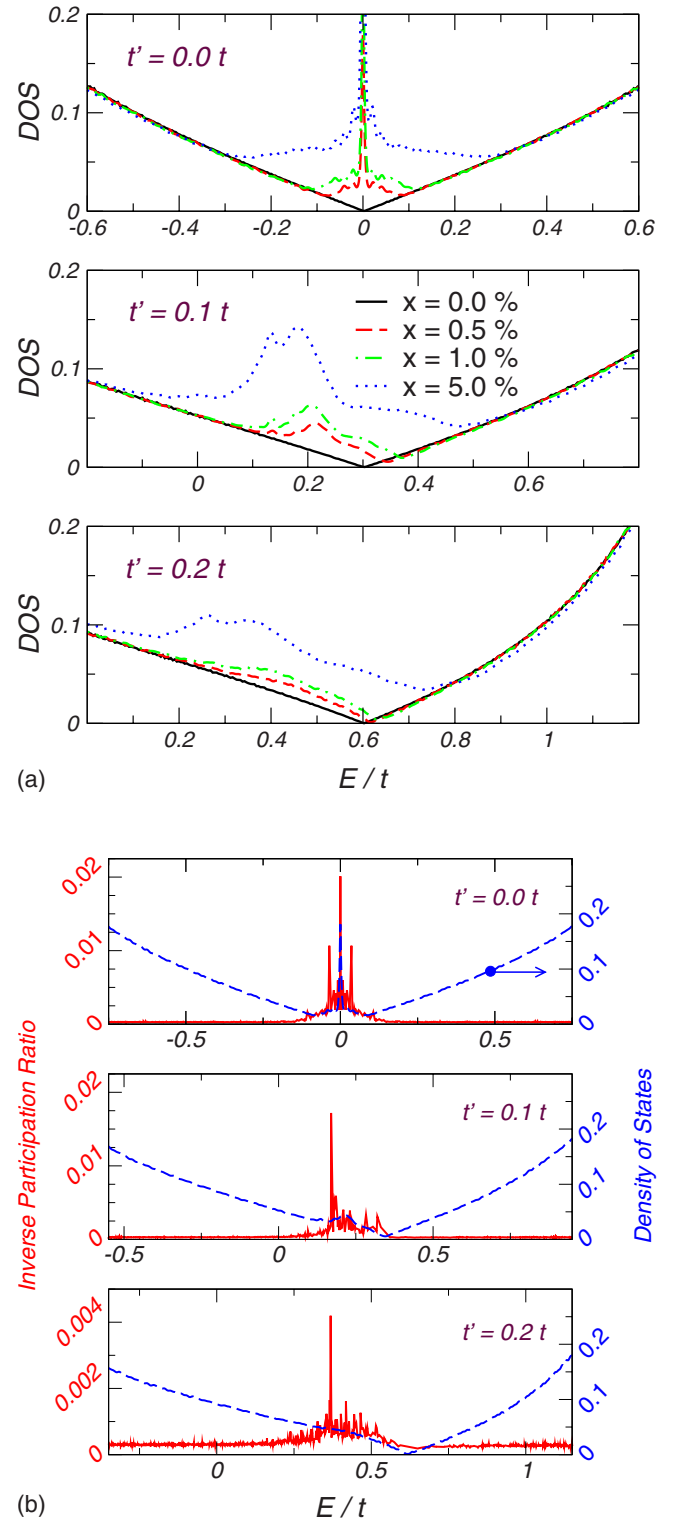 0.2
t' = 0.0 t
DOS
0.1
0
-0.6 -0.4 -0.2 0 0.2 0.4 0.6
0.2
t' = 0.1 t
x = 0.0 %
x = 0.5 %
x = 1.0 %
x = 5.0 %
DOS
0.1
0
0 0.2 0.4 0.6
0.2
t' = 0.2 t
DOS
0.1
0
0.2 0.4 0.6 0.8 1
(a)
E / t
0.02
t' = 0.0 t
0.2
0.01
0.1
0
0
-0.5 0 0.5
Inverse Participation Ratio
Density of States
0.02
t' = 0.1 t
0.2
0.01
0.1
0
0
-0.5 0 0.5
0.004
t' = 0.2 t
0.2
0.002
0.1
0
0
0 0.5 1
(b)
E / t